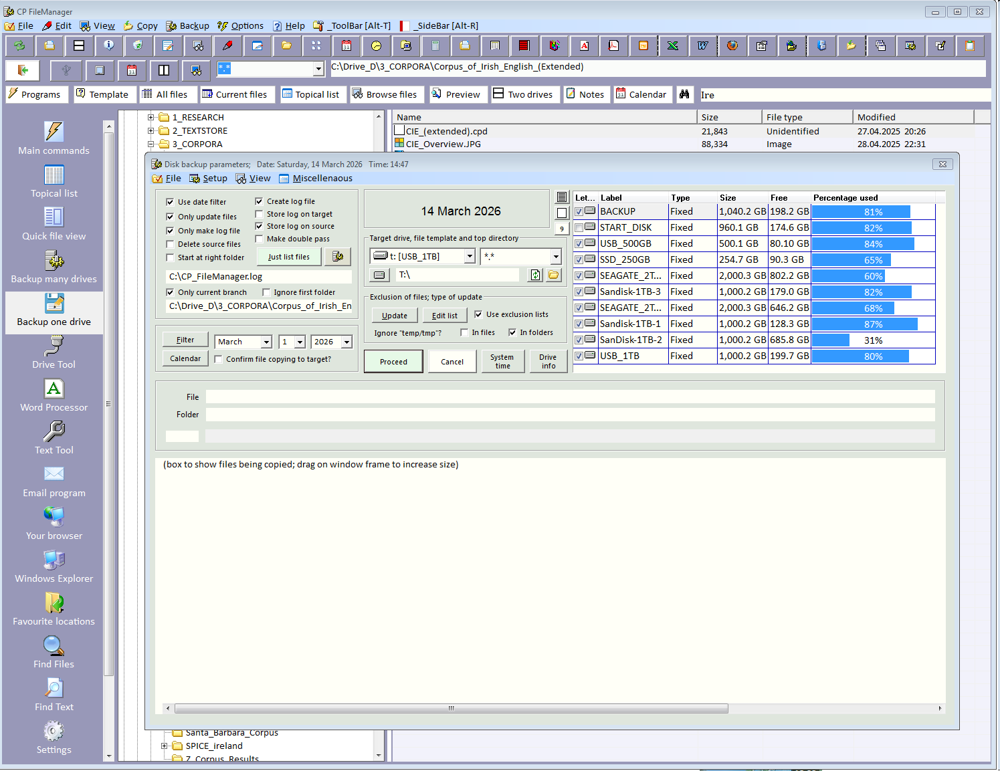 CP FileManager
File Edit View Copy Backup Options Help _ToolBar [Alt-T] _SideBar [Alt-R]
*.* C:\Drive_D\3_CORPORA\Corpus_of_Irish_English_(Extended)
Programs Template All files Current files Topical list Browse files Preview Two drives Notes Calendar Ire
Main commands
Topical list
Quick file view
Backup many drives
Backup one drive
Drive Tool
Word Processor
Text Tool
Email program
Your browser
Windows Explorer
Favourite locations
Find Files
Find Text
Settings
1_RESEARCH
2_TEXTSTORE
3_CORPORA
Name Size File type Modified
CIE_(extended).cpd 21,843 Unidentified 27.04.2025 20:26
CIE_Overview.JPG 88,334 Image 28.04.2025 22:31
Disk backup parameters; Date: Saturday, 14 March 2026 Time: 14:47
File Setup View Miscellenaous
Use date filter
Only update files
Only make log file
Delete source files
Start at right folder
Create log file
Store log on target
Store log on source
Make double pass
Just list files
C:\CP_FileManager.log
Only current branch Ignore first folder
C:\Drive_D\3_CORPORA\Corpus_of_Irish_En
Filter March 1 2026
Calendar Confirm file copying to target?
14 March 2026
9
Target drive, file template and top directory
t: [USB_1TB] *.*
T:\
Exclusion of files; type of update
Update Edit list Use exclusion lists
Ignore "temp/tmp"? In files In folders
Proceed Cancel System time Drive info
Let... Label Type Size Free Percentage used
BACKUP Fixed 1,040.2 GB 198.2 GB 81%
START_DISK Fixed 960.1 GB 174.6 GB 82%
USB_500GB Fixed 500.1 GB 80.10 GB 84%
SSD_250GB Fixed 254.7 GB 90.3 GB 65%
SEAGATE_2T... Fixed 2,000.3 GB 802.2 GB 60%
Sandisk-1TB-3 Fixed 1,000.2 GB 179.0 GB 82%
SEAGATE_2T... Fixed 2,000.3 GB 646.2 GB 68%
Sandisk-1TB-1 Fixed 1,000.2 GB 128.3 GB 87%
SanDisk-1TB-2 Fixed 1,000.2 GB 685.8 GB 31%
USB_1TB Fixed 1,000.2 GB 199.7 GB 80%
File
Folder
(box to show files being copied; drag on window frame to increase size)
Santa_Barbara_Corpus
SPICE_ireland
Z_Corpus_Results